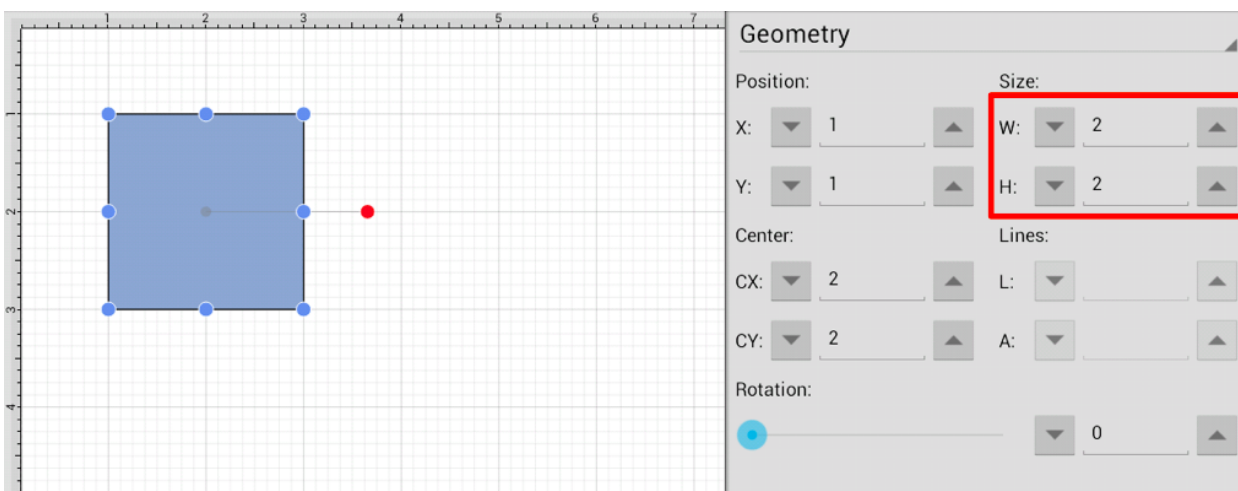 1 2 3 4 5 6 7
1
2
3
4
Geometry
Position: Size:
X: 1 W: 2
Y: 1 H: 2
Center: Lines:
CX: 2 L:
CY: 2 A:
Rotation:
0